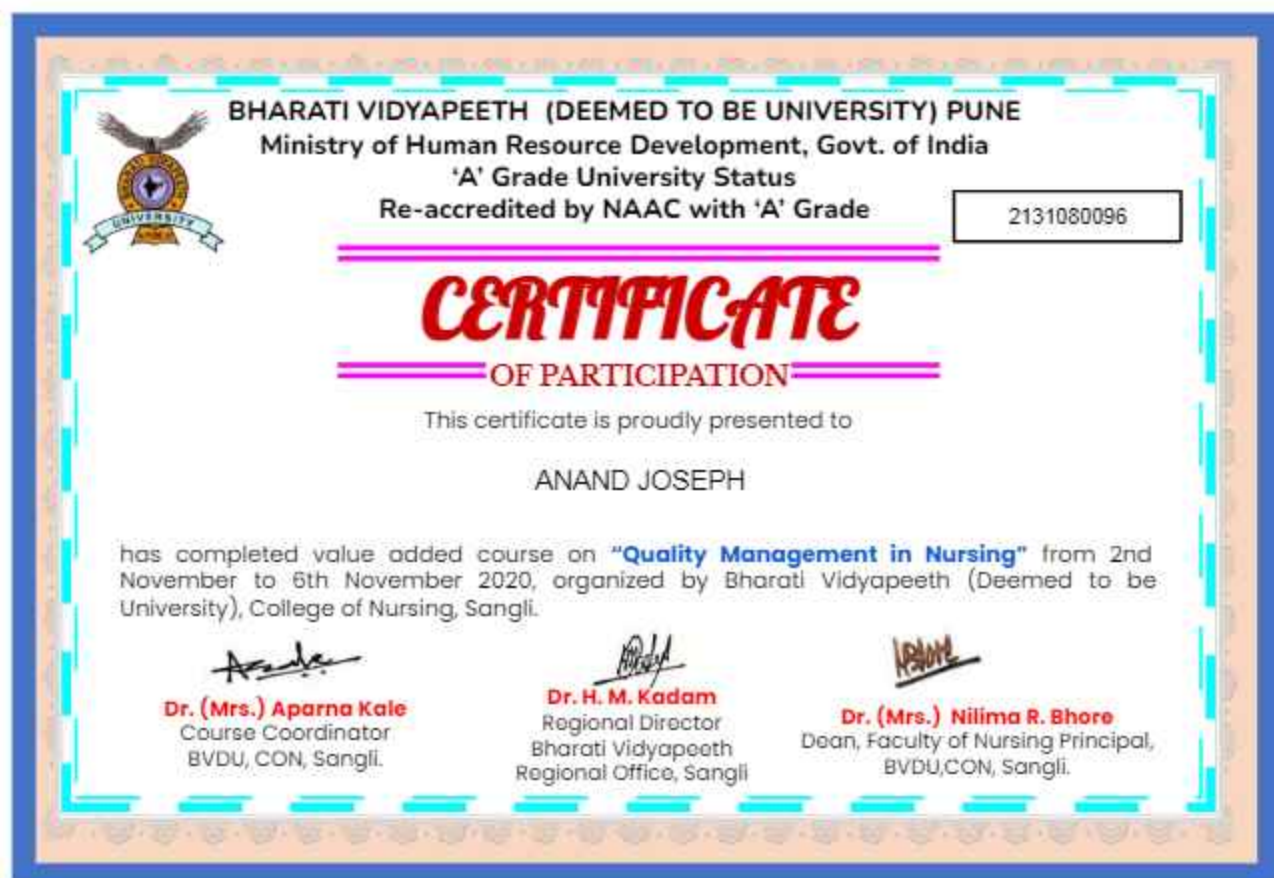 BHARATI VIDYAPEETH (DEEMED TO BE UNIVERSITY) PUNE
Ministry of Human Resource Development, Govt. of India
‘A’ Grade University Status
Re-accredited by NAAC with ‘A’ Grade
2131080096
BHARATI VIDYAPEETH
UNIVERSITY
CERTIFICATE
OF PARTICIPATION
This certificate is proudly presented to
ANAND JOSEPH
has completed value added course on “Quality Management in Nursing” from 2nd
November to 6th November 2020, organized by Bharati Vidyapeeth (Deemed to be
University), College of Nursing, Sangli.
Dr. (Mrs.) Aparna Kale
Course Coordinator
BVDU, CON, Sangli.
Dr. H. M. Kadam
Regional Director
Bharati Vidyapeeth
Regional Office, Sangli
Dr. (Mrs.) Nilima R. Bhore
Dean, Faculty of Nursing Principal,
BVDU,CON, Sangli.